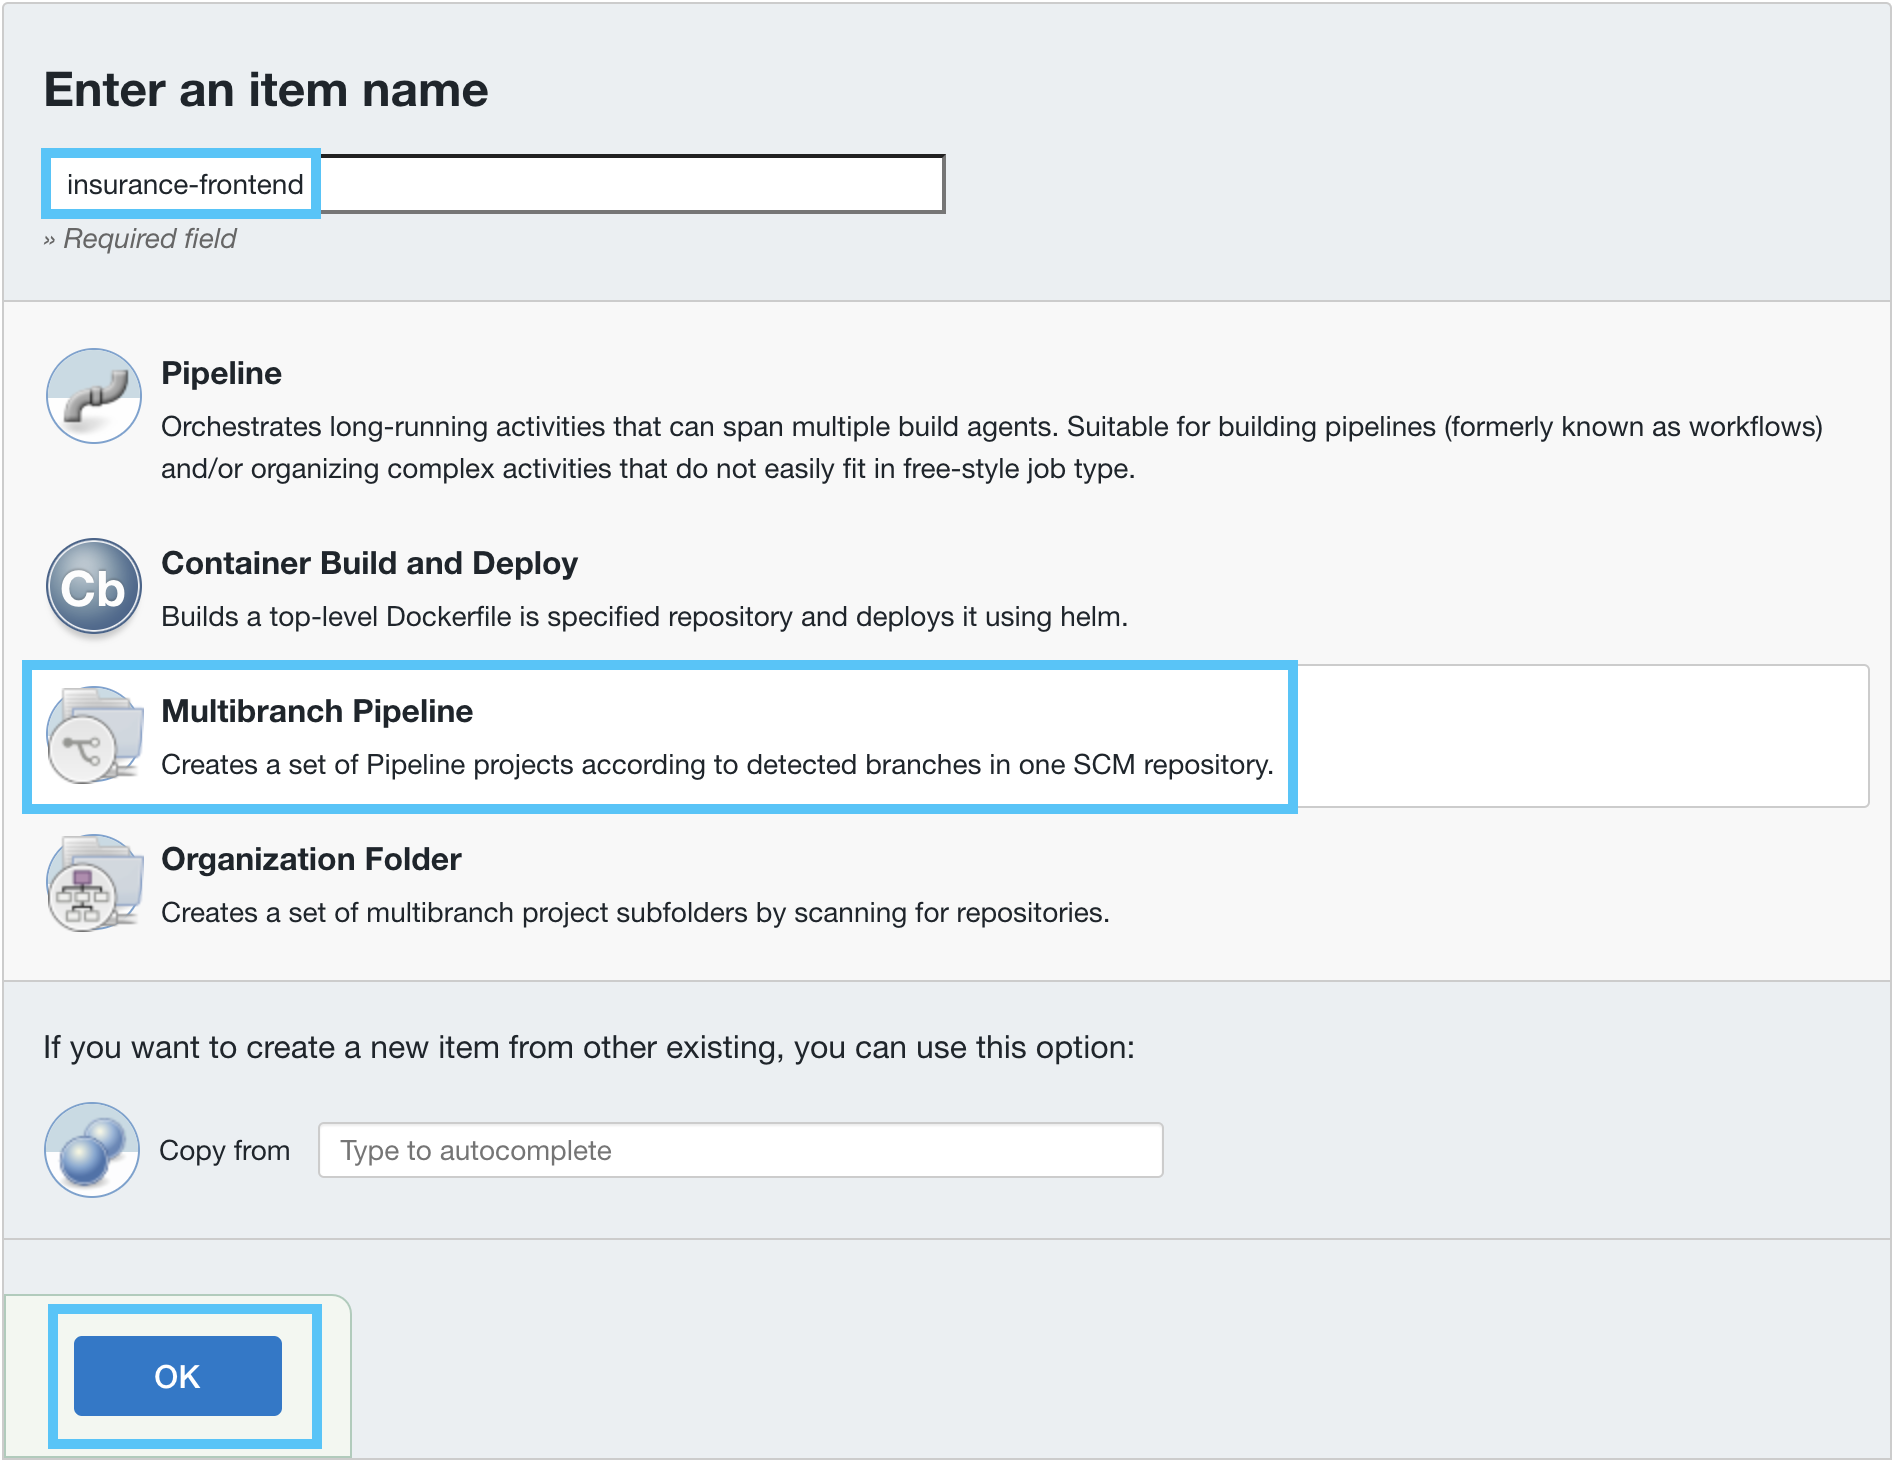 Enter an item name
insurance-frontend
» Required field
Pipeline
Orchestrates long-running activities that can span multiple build agents. Suitable for building pipelines (formerly known as workflows)
and/or organizing complex activities that do not easily fit in free-style job type.
Cb
Container Build and Deploy
Builds a top-level Dockerfile is specified repository and deploys it using helm.
Multibranch Pipeline
Creates a set of Pipeline projects according to detected branches in one SCM repository.
Organization Folder
Creates a set of multibranch project subfolders by scanning for repositories.
If you want to create a new item from other existing, you can use this option:
Copy from
Type to autocomplete
OK